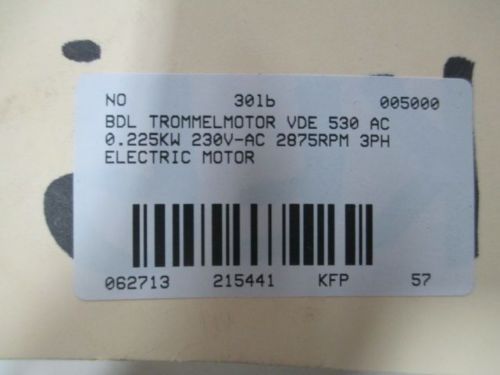 NO 30lb 005000
BDL TROMMELMOTOR VDE 530 AC
0.225KW 230V-AC 2875RPM 3PH
ELECTRIC MOTOR
062713 215441 KFP 57